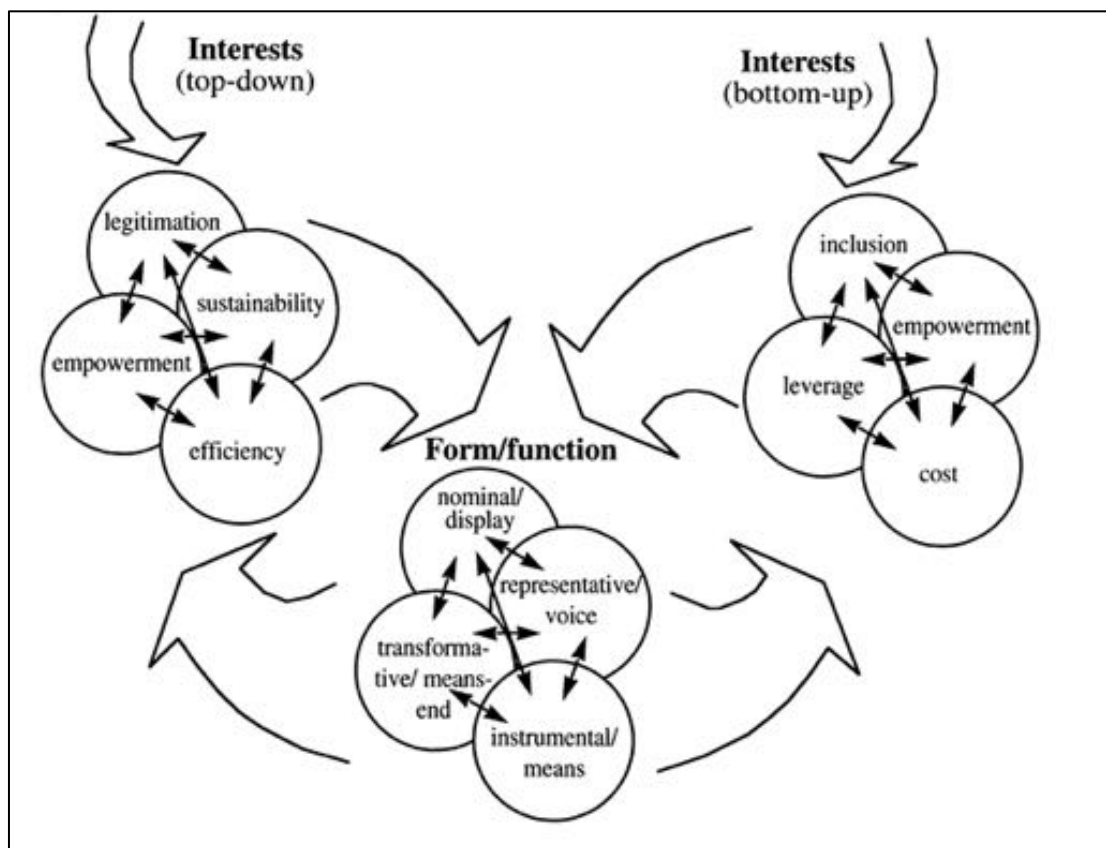 Interests
(top-down)
legitimation
sustainability
empowerment
efficiency
Interests
(bottom-up)
inclusion
empowerment
leverage
cost
Form/function
nominal/
display
representative/
voice
transforma-
tive/ means-
end
instrumental/
means